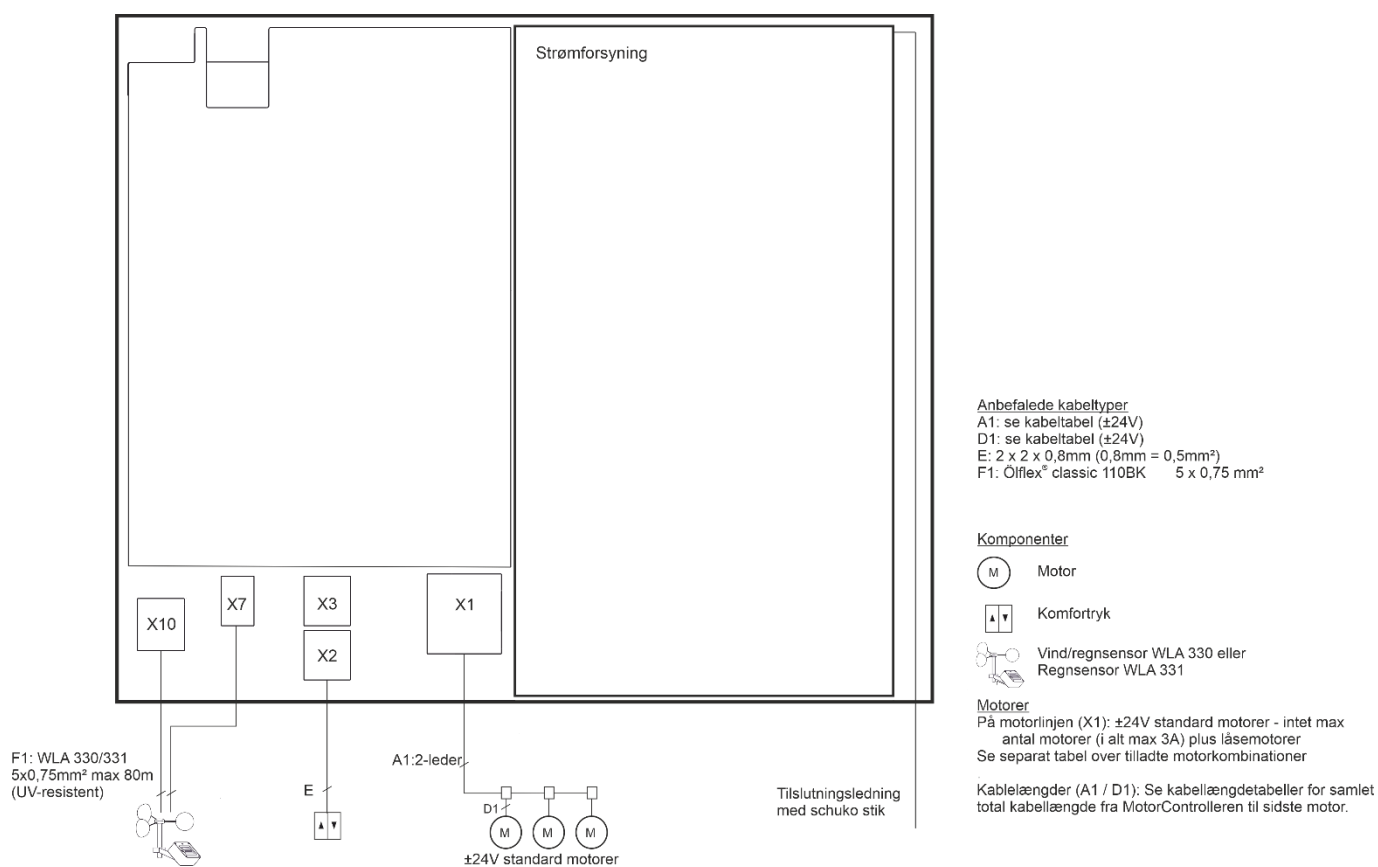 Strømforsyning
X10
X7
X3
X2
X1
F1: WLA 330/331
5x0,75mm² max 80m
(UV-resistent)
E
A1:2-leder
D1
M
M
M
±24V standard motorer
Tilslutningsledning
med schuko stik
Anbefalede kabeltyper
A1: se kabeltabel (±24V)
D1: se kabeltabel (±24V)
E: 2 x 2 x 0,8mm (0,8mm = 0,5mm²)
F1: Ölflex® classic 110BK 5 x 0,75 mm²
Komponenter
M Motor
Komfortryk
Vind/regnsensor WLA 330 eller
Regnsensor WLA 331
Motorer
På motorlinjen (X1): ±24V standard motorer - intet max
antal motorer (i alt max 3A) plus låsemotorer
Se separat tabel over tilladte motorkombinationer
Kablelængder (A1 / D1): Se kabellængdetabeller for samlet
total kabellængde fra MotorControlleren til sidste motor.